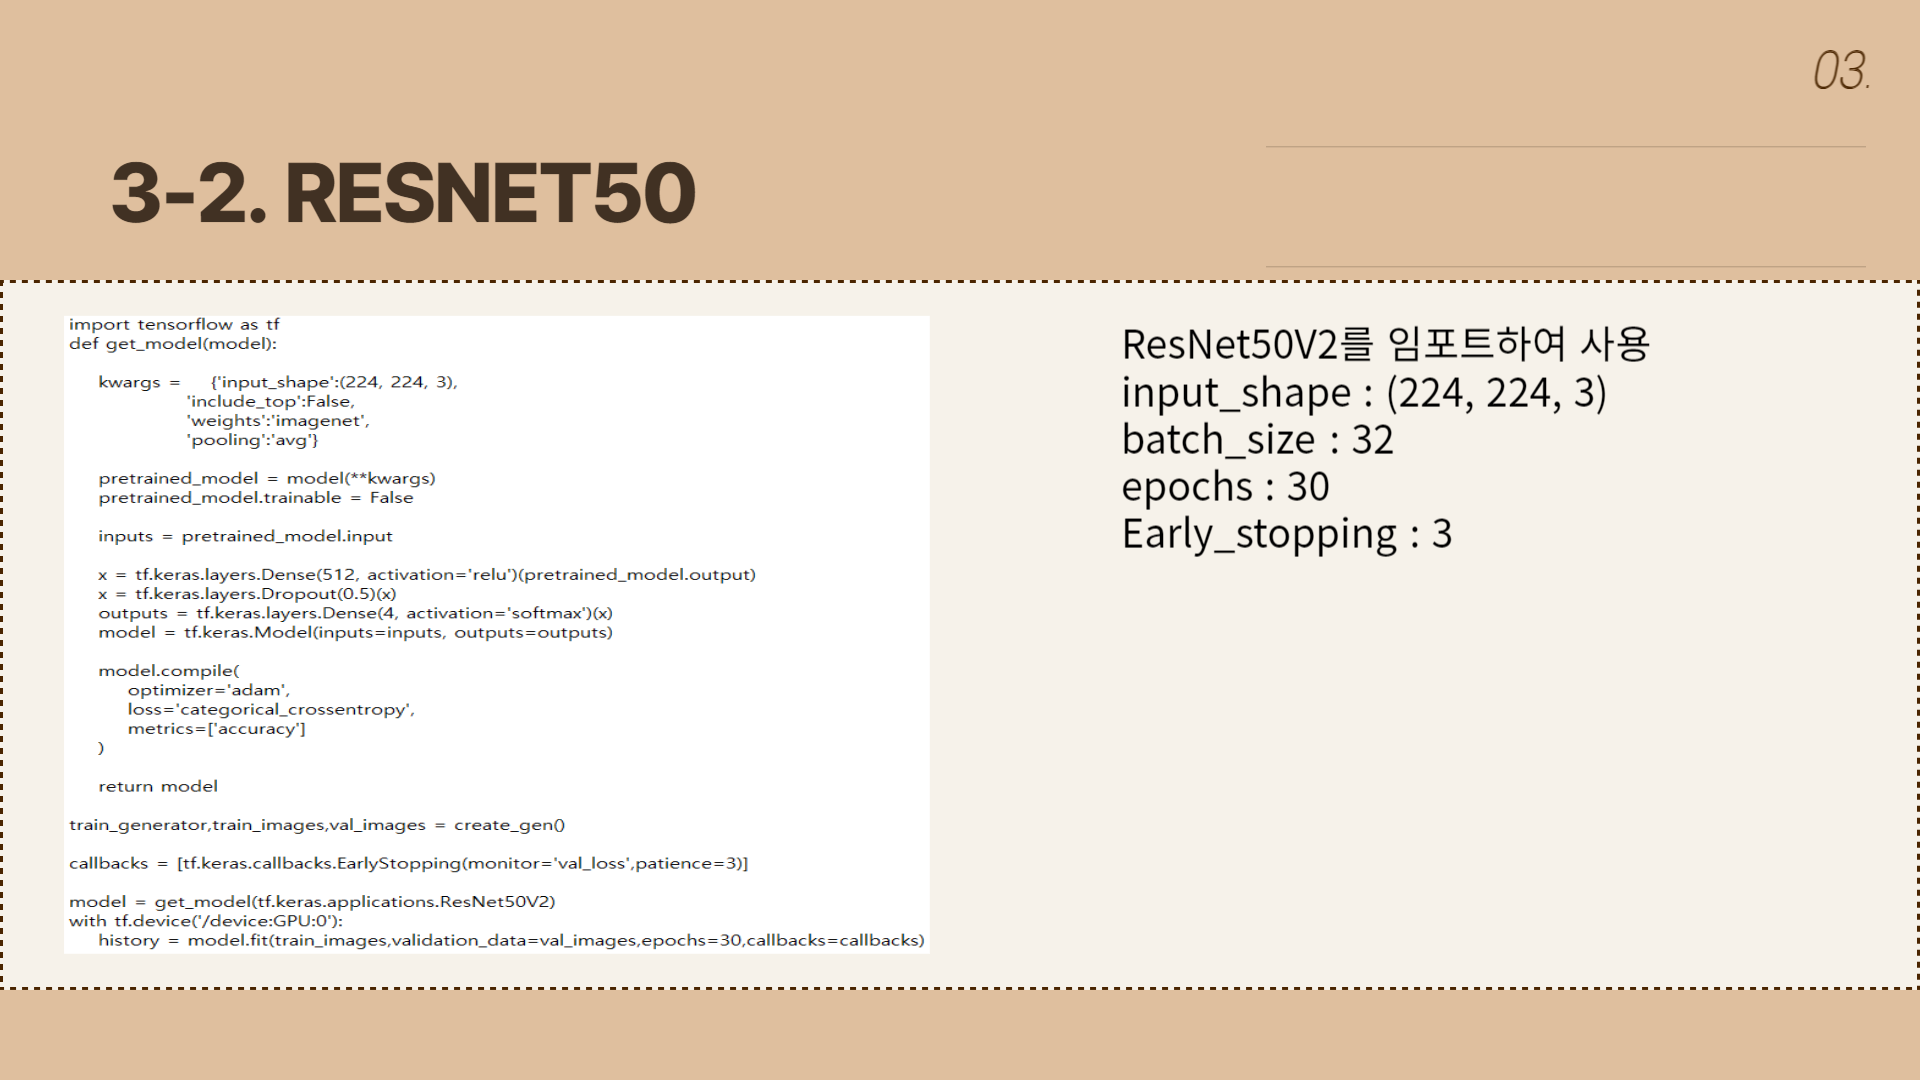 03.
3-2. RESNET50
import tensorflow as tf
def get_model(model):
kwargs = {'input_shape':(224, 224, 3),
'include_top':False,
'weights':'imagenet',
'pooling':'avg'}
pretrained_model = model(**kwargs)
pretrained_model.trainable = False
inputs = pretrained_model.input
x = tf.keras.layers.Dense(512, activation='relu')(pretrained_model.output)
x = tf.keras.layers.Dropout(0.5)(x)
outputs = tf.keras.layers.Dense(4, activation='softmax')(x)
model = tf.keras.Model(inputs=inputs, outputs=outputs)
model.compile(
optimizer='adam',
loss='categorical_crossentropy',
metrics=['accuracy']
)
return model
train_generator,train_images,val_images = create_gen()
callbacks = [tf.keras.callbacks.EarlyStopping(monitor='val_loss',patience=3)]
model = get_model(tf.keras.applications.ResNet50V2)
with tf.device('/device:GPU:0'):
history = model.fit(train_images,validation_data=val_images,epochs=30,callbacks=callbacks)
ResNet50V2를 임포트하여 사용
input_shape : (224, 224, 3)
batch_size : 32
epochs : 30
Early_stopping : 3